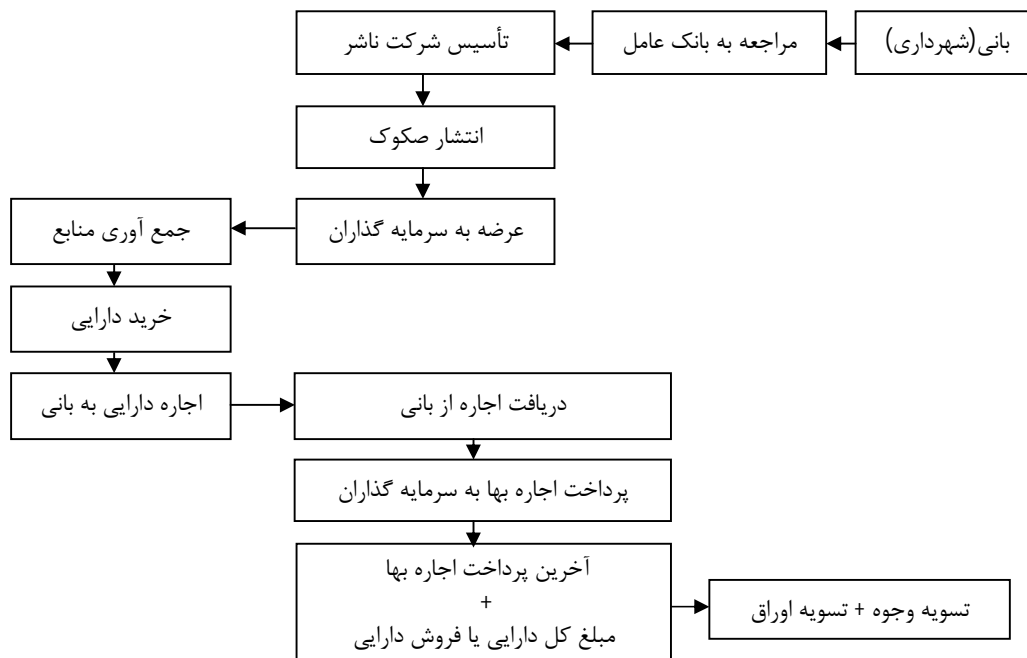 بانی(شهرداری)
مراجعه به بانک عامل
تأسیس شرکت ناشر
انتشار صکوک
عرضه به سرمایه گذاران
جمع آوری منابع
خرید دارایی
اجاره دارایی به بانی
دریافت اجاره از بانی
پرداخت اجاره بها به سرمایه گذاران
آخرین پرداخت اجاره بها
+
مبلغ کل دارایی یا فروش دارایی
تسویه وجوه + تسویه اوراق